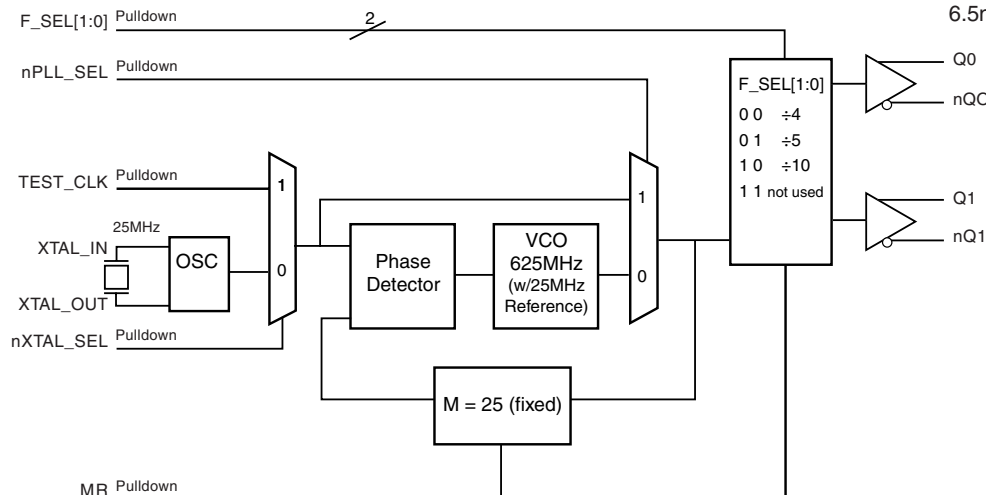 F_SEL[1:0] Pulldown
2
6.5
nPLL_SEL Pulldown
Q0
nQ0
F_SEL[1:0]
0 0 ÷4
0 1 ÷5
1 0 ÷10
1 1 not used
TEST_CLK Pulldown
1
1
Q1
nQ1
25MHz
XTAL_IN
OSC
XTAL_OUT
0
Phase
Detector
VCO
625MHz
(w/25MHz
Reference)
0
nXTAL_SEL Pulldown
M = 25 (fixed)
MR Pulldown